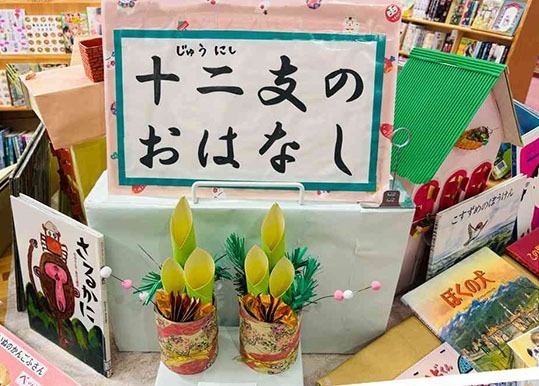 じゅう にし
十二支の
おはなし
さるかに
こすずめのぼうけん
ぼくの犬